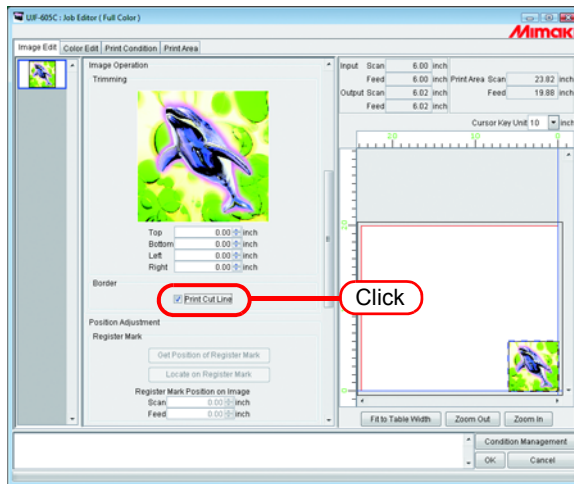 UJF-605C : Job Editor ( Full Color )
Mimaki
Image Edit Color Edit Print Condition Print Area
Image Operation
Trimming
Top 0.00 inch
Bottom 0.00 inch
Left 0.00 inch
Right 0.00 inch
Border
Print Cut Line
Click
Position Adjustment
Register Mark
Get Position of Register Mark
Locate on Register Mark
Register Mark Position on Image
Scan 0.00 inch
Feed 0.00 inch
Input Scan 6.00 inch
Feed 6.00 inch Print Area Scan 23.82 inch
Output Scan 6.02 inch Feed 19.88 inch
Feed 6.02 inch
Cursor Key Unit 10 inch
20 10 0
20
0
Fit to Table Width Zoom Out Zoom In
Condition Management
OK Cancel